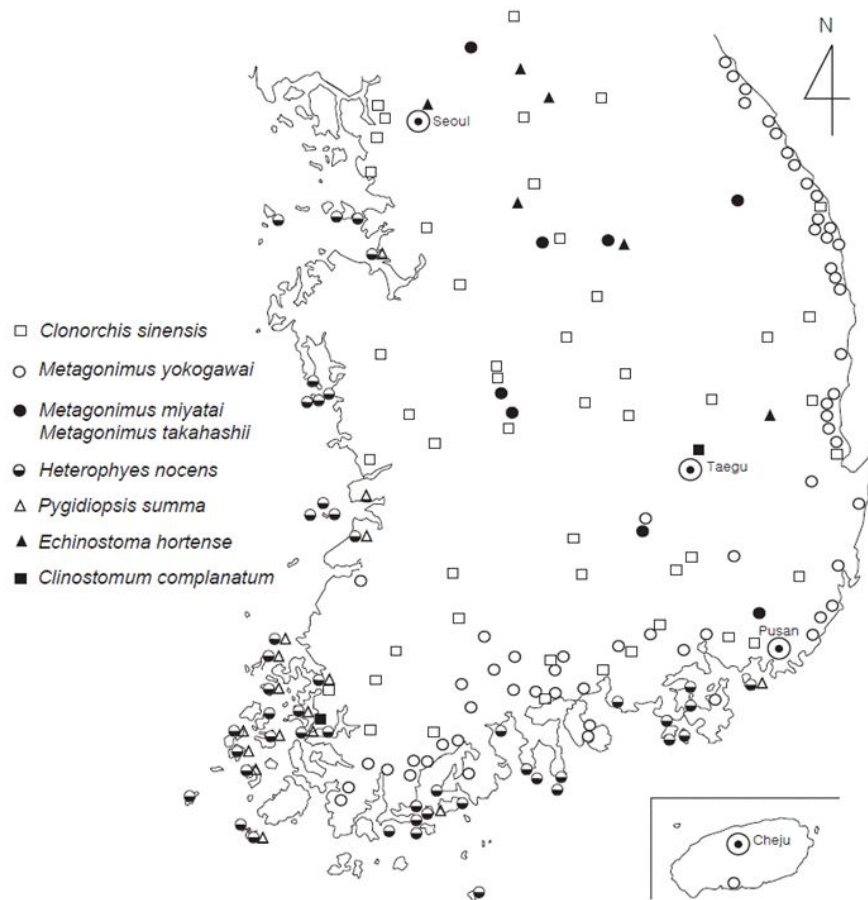 N
Seoul
Clonorchis sinensis
Metagonimus yokogawai
Metagonimus miyatai
Metagonimus takahashii
Heterophyes nocens
Pygidiopsis summa
Echinostoma hortense
Clinostomum complanatum
Taegu
Pusan
Cheju